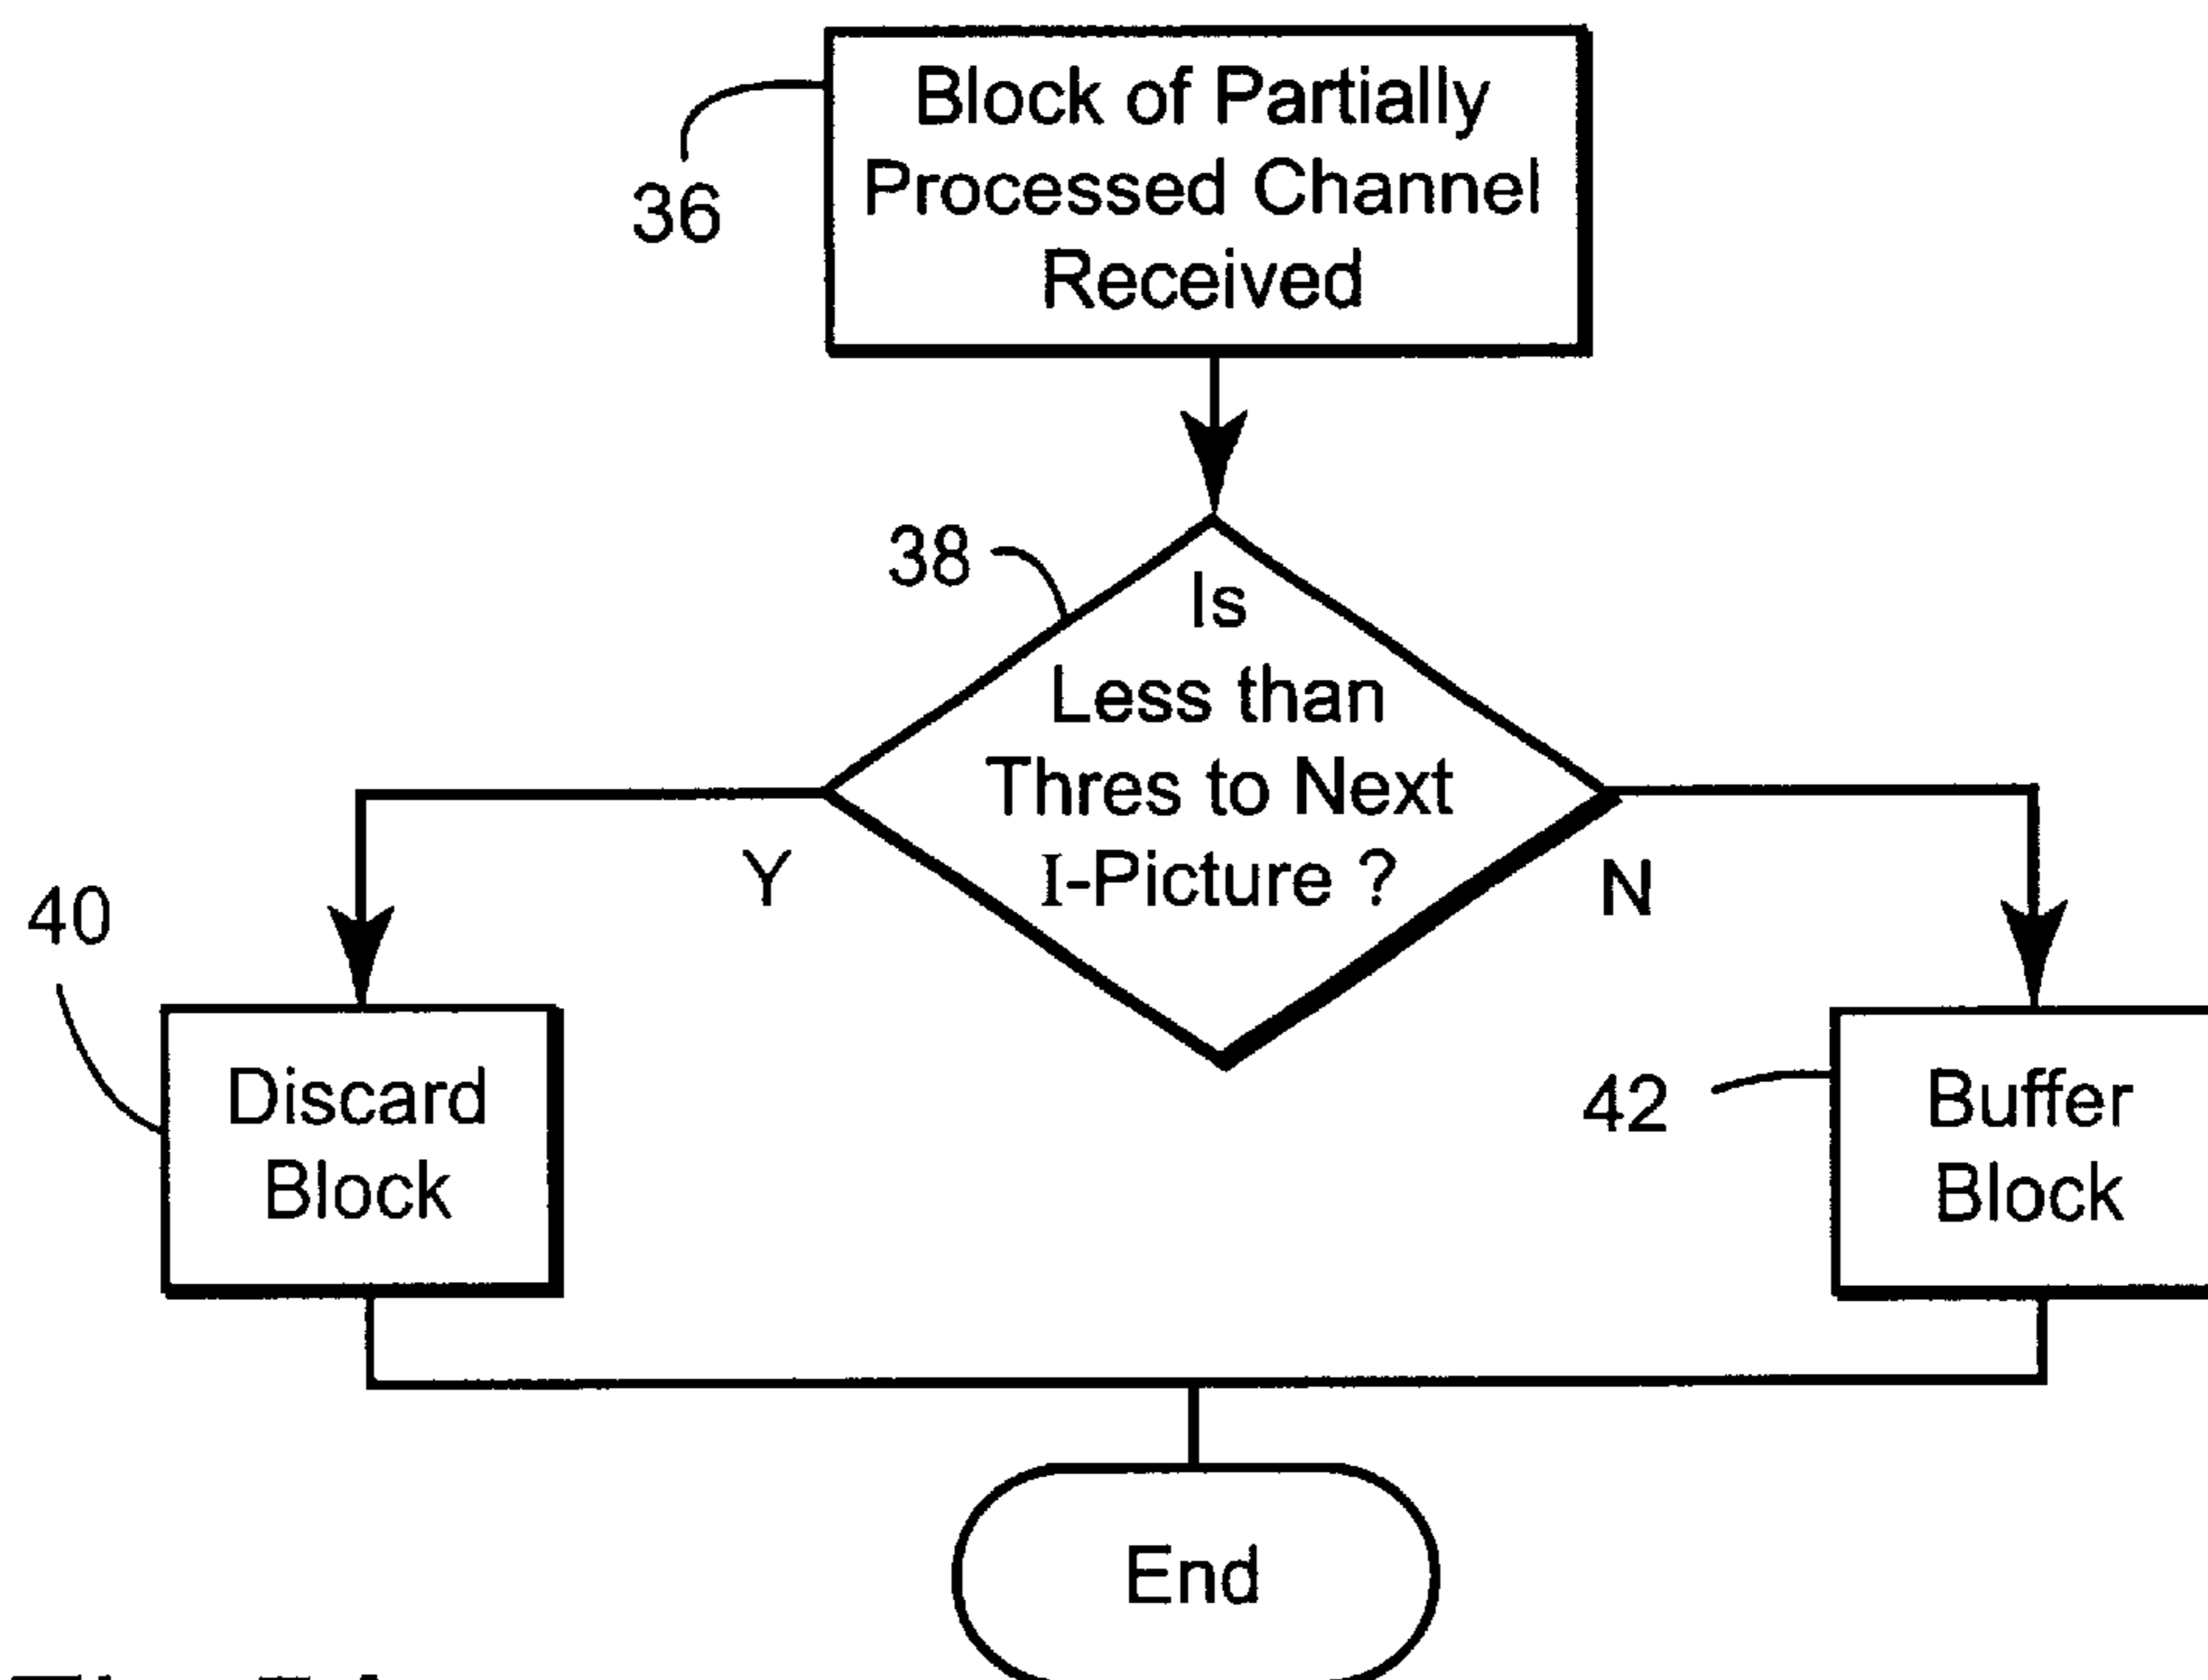 Block of Partially
Processed Channel
Received
36
38
Is
Less than
Thres to Next
I-Picture ?
Y
N
40
Discard
Block
42
Buffer
Block
End